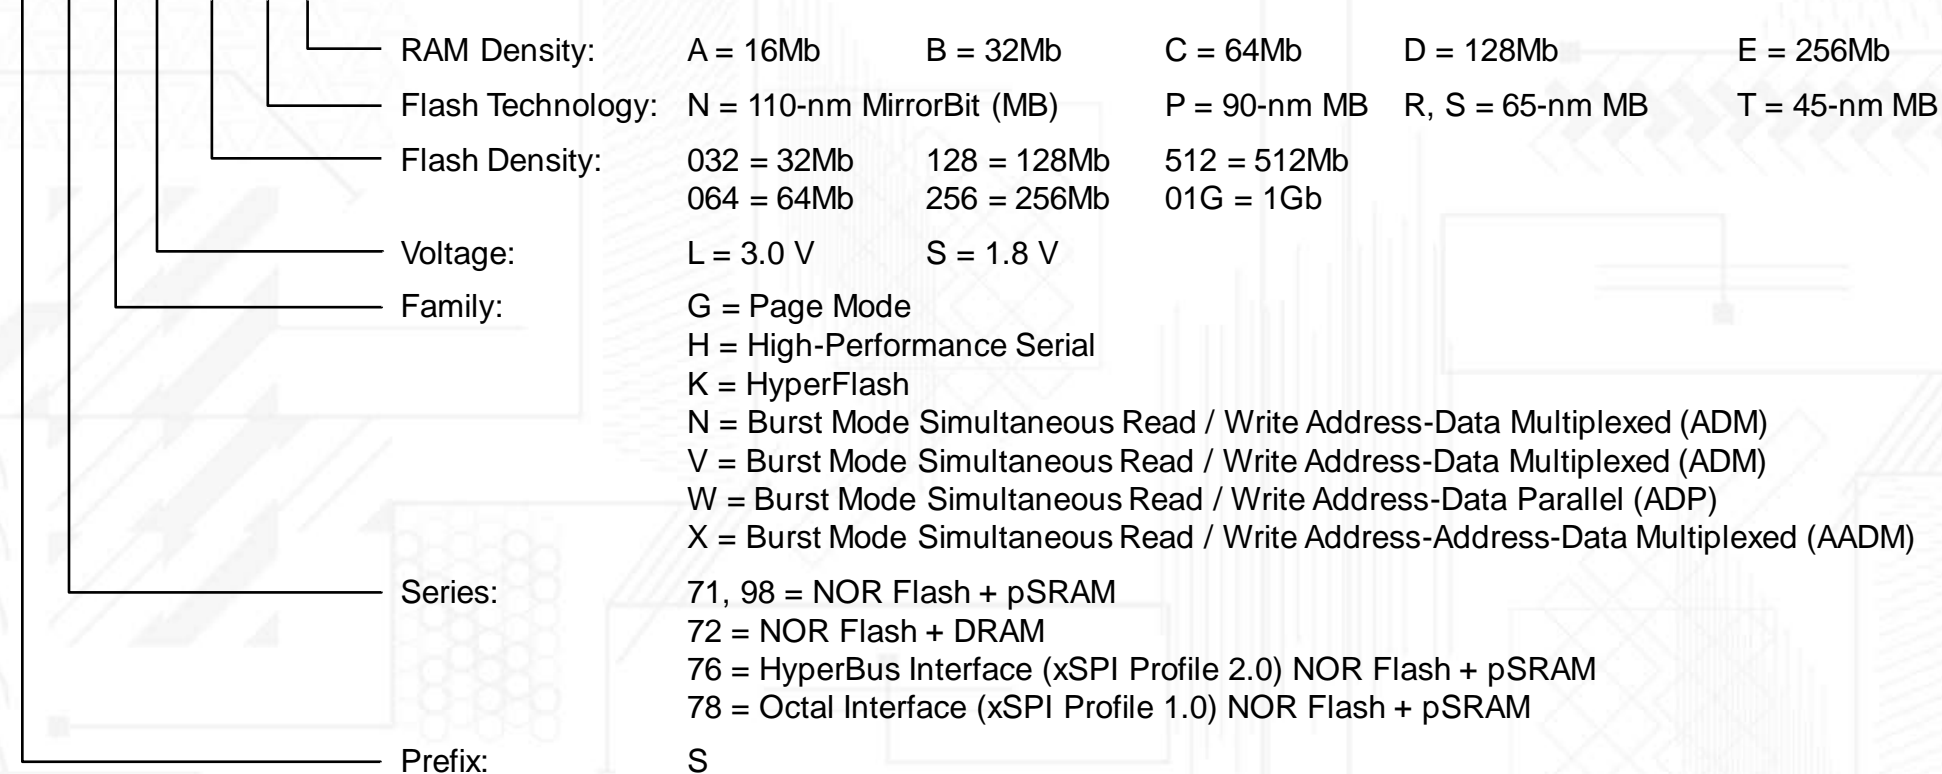 RAM Density: A = 16Mb B = 32Mb C = 64Mb D = 128Mb E = 256Mb
Flash Technology: N = 110-nm MirrorBit (MB) P = 90-nm MB R, S = 65-nm MB T = 45-nm MB
Flash Density: 032 = 32Mb 128 = 128Mb 512 = 512Mb
064 = 64Mb 256 = 256Mb 01G = 1Gb
Voltage: L = 3.0 V S = 1.8 V
Family: G = Page Mode
H = High-Performance Serial
K = HyperFlash
N = Burst Mode Simultaneous Read / Write Address-Data Multiplexed (ADM)
V = Burst Mode Simultaneous Read / Write Address-Data Multiplexed (ADM)
W = Burst Mode Simultaneous Read / Write Address-Data Parallel (ADP)
X = Burst Mode Simultaneous Read / Write Address-Address-Data Multiplexed (AADM)
Series: 71, 98 = NOR Flash + pSRAM
72 = NOR Flash + DRAM
76 = HyperBus Interface (xSPI Profile 2.0) NOR Flash + pSRAM
78 = Octal Interface (xSPI Profile 1.0) NOR Flash + pSRAM
Prefix: S